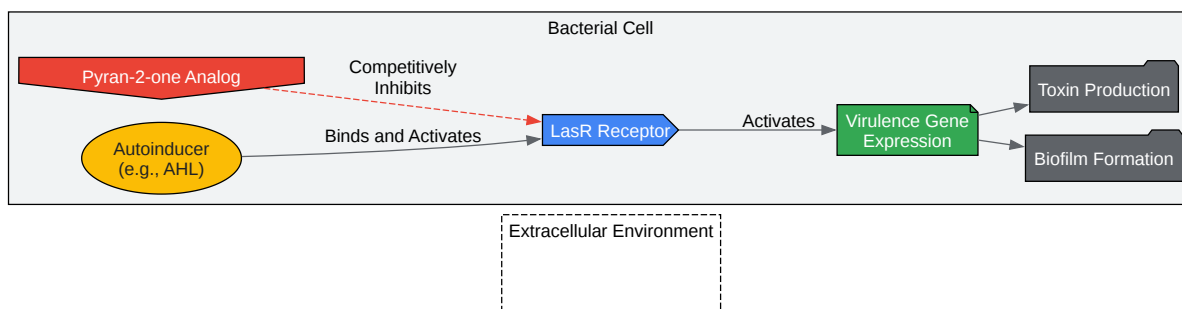 Bacterial Cell
Pyran-2-one Analog
Competitively
Inhibits
Autoinducer
(e.g., AHL)
Binds and Activates
LasR Receptor
Activates
Virulence Gene
Expression
Toxin Production
Biofilm Formation
Extracellular Environment